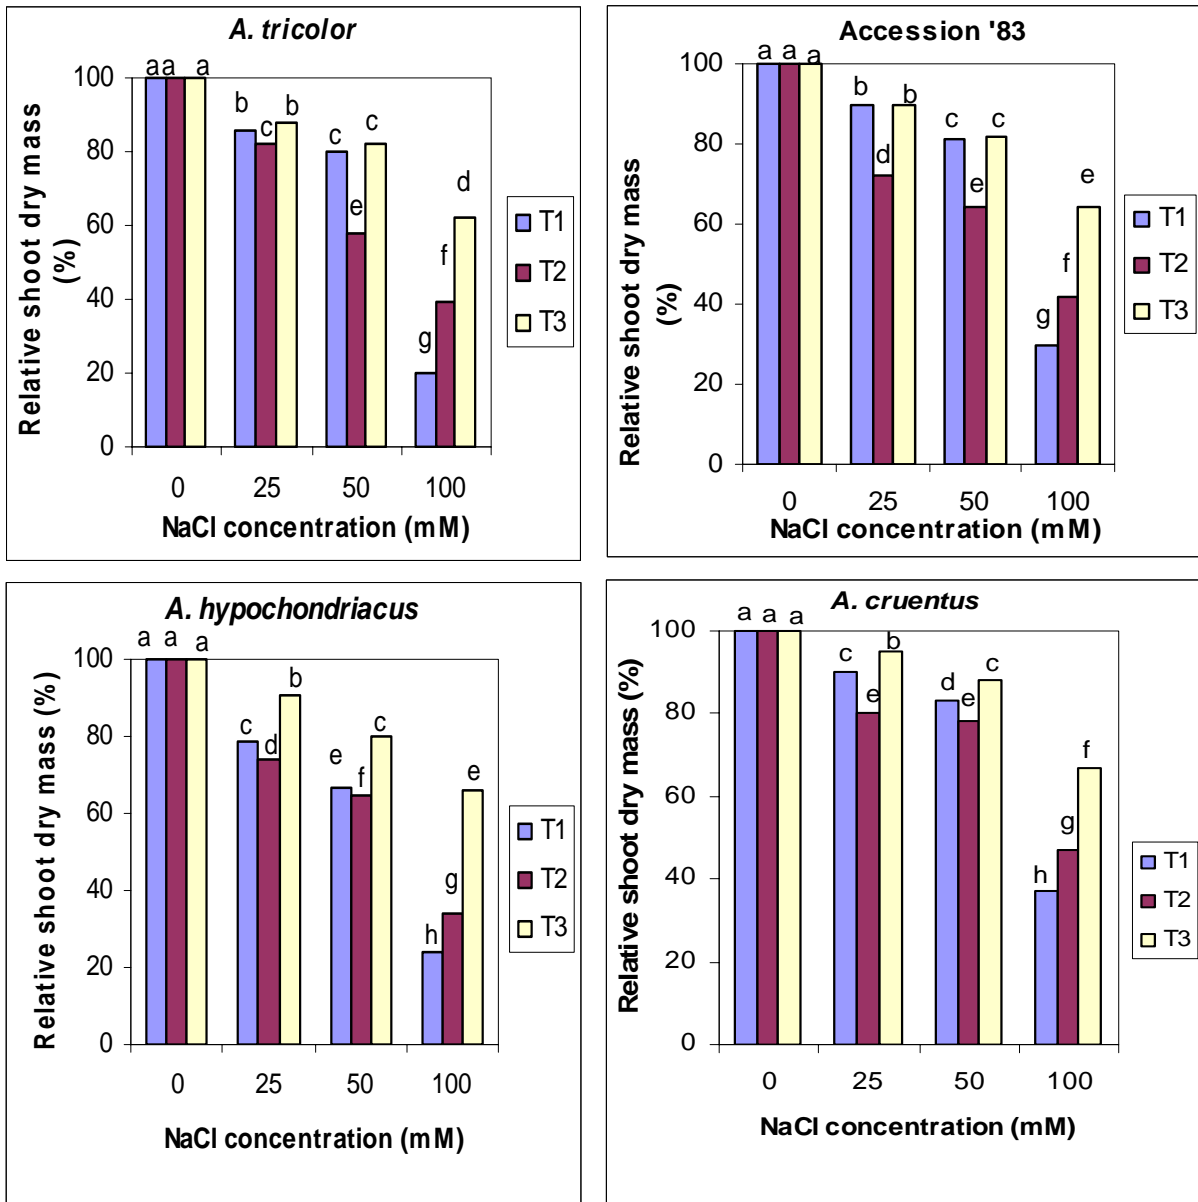 A. tricolor
a a a
b c b
c e c
g f d
100
80
60
40
20
0
Relative shoot dry mass
(%)
0 25 50 100
NaCl concentration (mM)
T1
T2
T3
Accession '83
a a a
b d b
c e c
g f e
100
80
60
40
20
0
Relative shoot dry mass
(%)
0 25 50 100
NaCl concentration (mM)
T1
T2
T3
A. hypochondriacus
a a a
c d b
e f c
h g e
100
80
60
40
20
0
Relative shoot dry mass (%)
0 25 50 100
NaCl concentration (mM)
T1
T2
T3
A. cruentus
a a a
c e b
d e c
h g f
100
80
60
40
20
0
Relative shoot dry mass (%)
0 25 50 100
NaCl concentration (mM)
T1
T2
T3